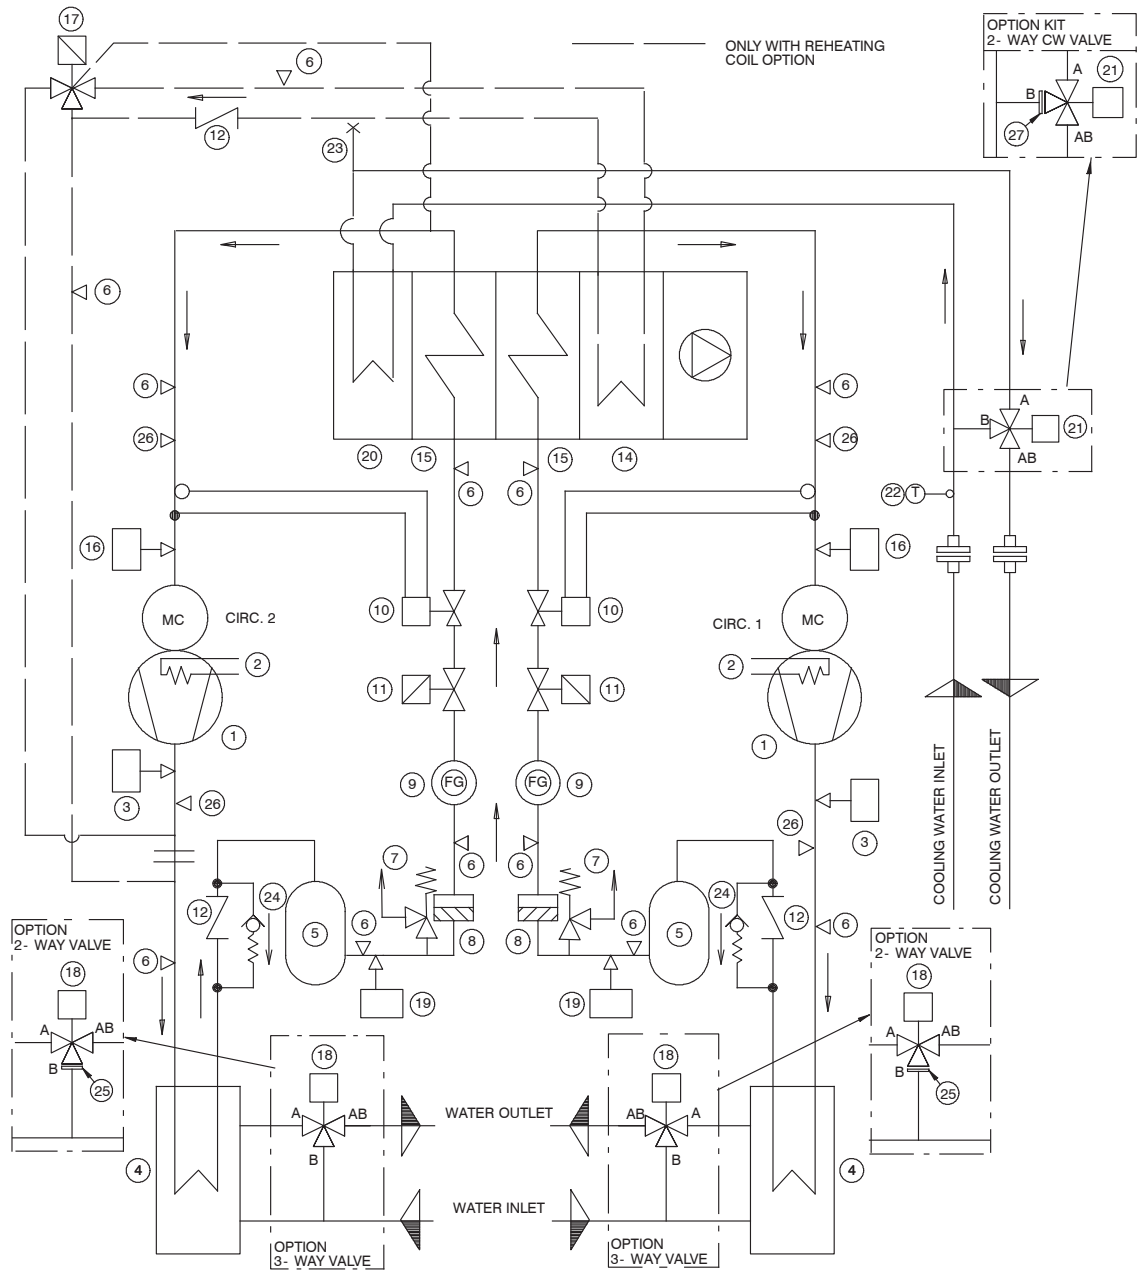 17
6
ONLY WITH REHEATING
COIL OPTION
OPTION KIT
2- WAY CW VALVE
A
21
B
27
AB
12
23
6
6
26
20
15
15
14
6
26
6
6
A
B
21
AB
22 T
16
16
10
10
MC
CIRC. 2
CIRC. 1
MC
2
2
11
11
1
1
3
9
FG
FG
9
3
26
26
COOLING WATER INLET
COOLING WATER OUTLET
7
6
6
7
24
24
12
5
6
8
8
6
5
12
6
OPTION
2- WAY VALVE
6
OPTION
2- WAY VALVE
18
19
19
18
A
AB
B
25
18
18
A
AB
B
25
A
AB
B
WATER OUTLET
AB
A
B
4
4
WATER INLET
OPTION
3- WAY VALVE
OPTION
3- WAY VALVE